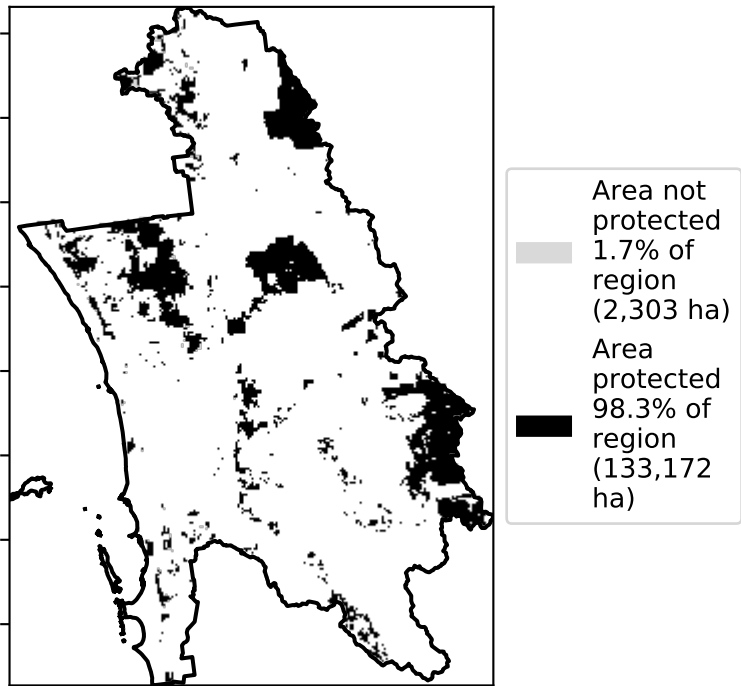 Area not
protected
1.7% of
region
(2,303 ha)
Area
protected
98.3% of
region
(133,172
ha)